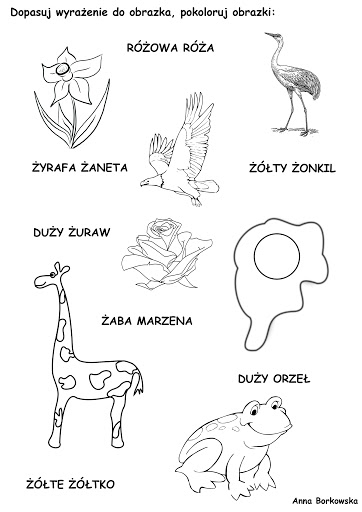 Dopasuj wyrażenie do obrazka, pokoloruj obrazki:
RÓŻOWA RÓŻA
ŻYRAFA ŻANETA
ŻÓŁTY ŻONKIL
DUŻY ŻURAW
ŻABA MARZENA
DUŻY ORZEŁ
ŻÓŁTE ŻÓŁTKO
Anna Borkowska